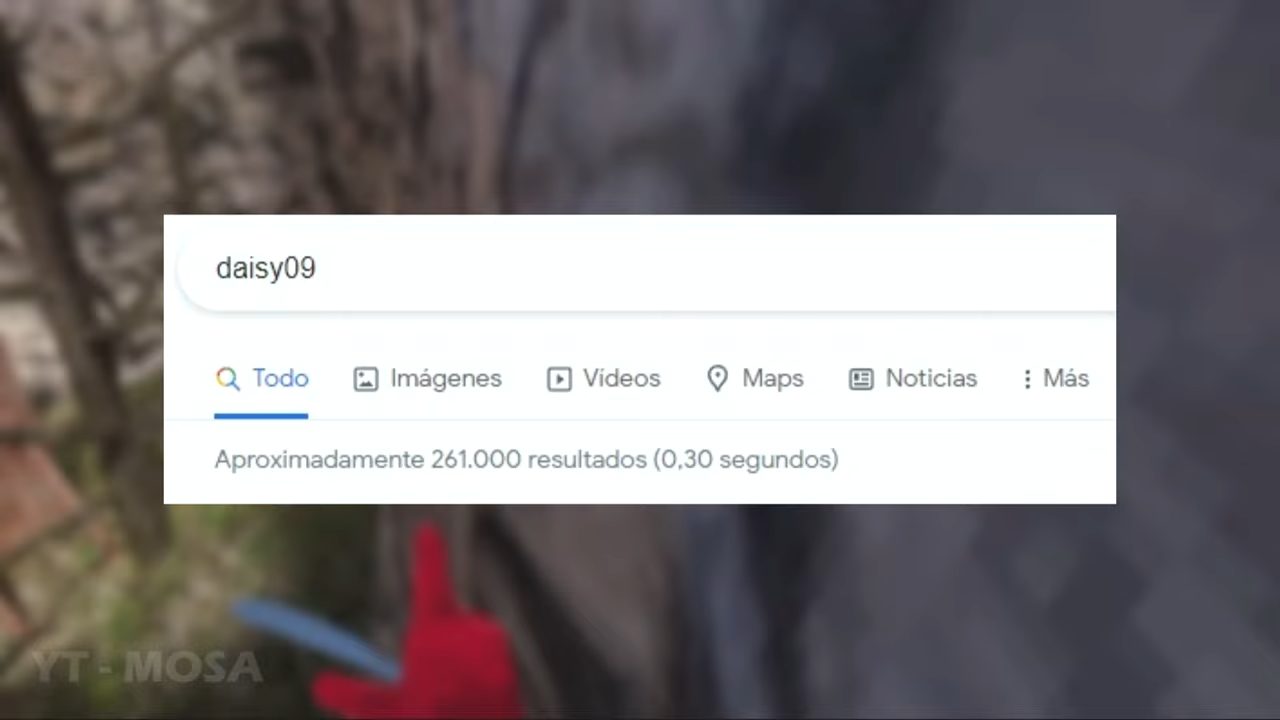 daisy09
Todo Imágenes Vídeos Maps Noticias Más
Aproximadamente 261.000 resultados (0,30 segundos)
YT - MOSA